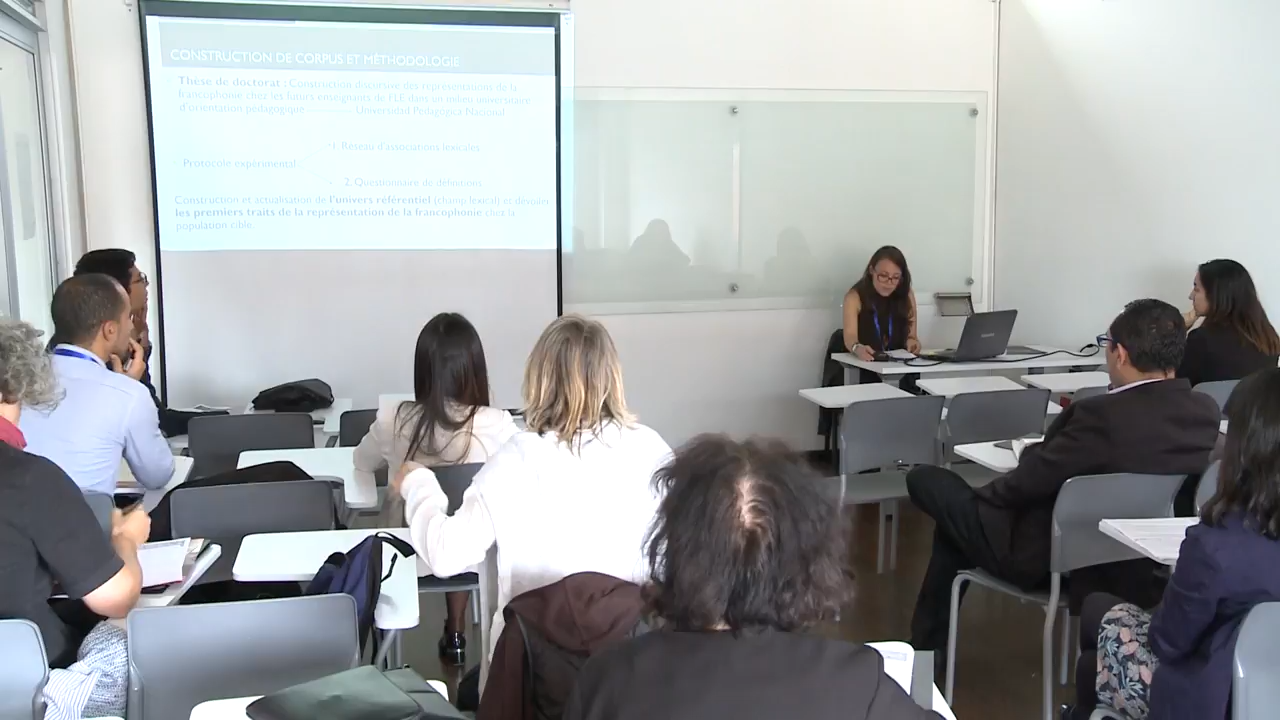 CONSTRUCTION DE CORPUS ET MÉTHODOLOGIE
Thèse de doctorat : Construction discursive des représentations de la
francophonie chez les futurs enseignants de FLE dans un milieu universitaire
d'orientation pédagogique Universidad Pedagógica Nacional
1. Réseau d'associations lexicales
Protocole expérimental
2. Questionnaire de définitions
Construction et actualisation de l'univers référentiel (champ lexical) et dévoiler
les premiers traits de la représentation de la francophonie chez la
population cible.